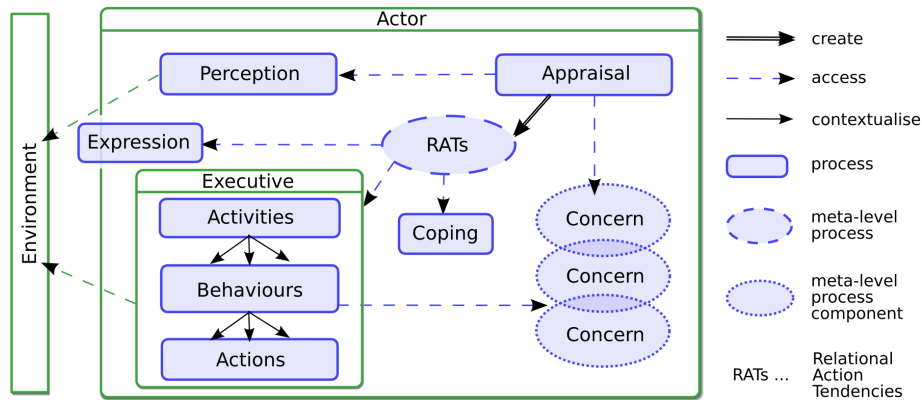 Actor
Environment
Perception
Appraisal
Expression
RATs
Executive
Activities
Coping
Behaviours
Actions
Concern
Concern
Concern
create
access
contextualise
process
meta-level
process
meta-level
process
component
RATs ...
Relational
Action
Tendencies